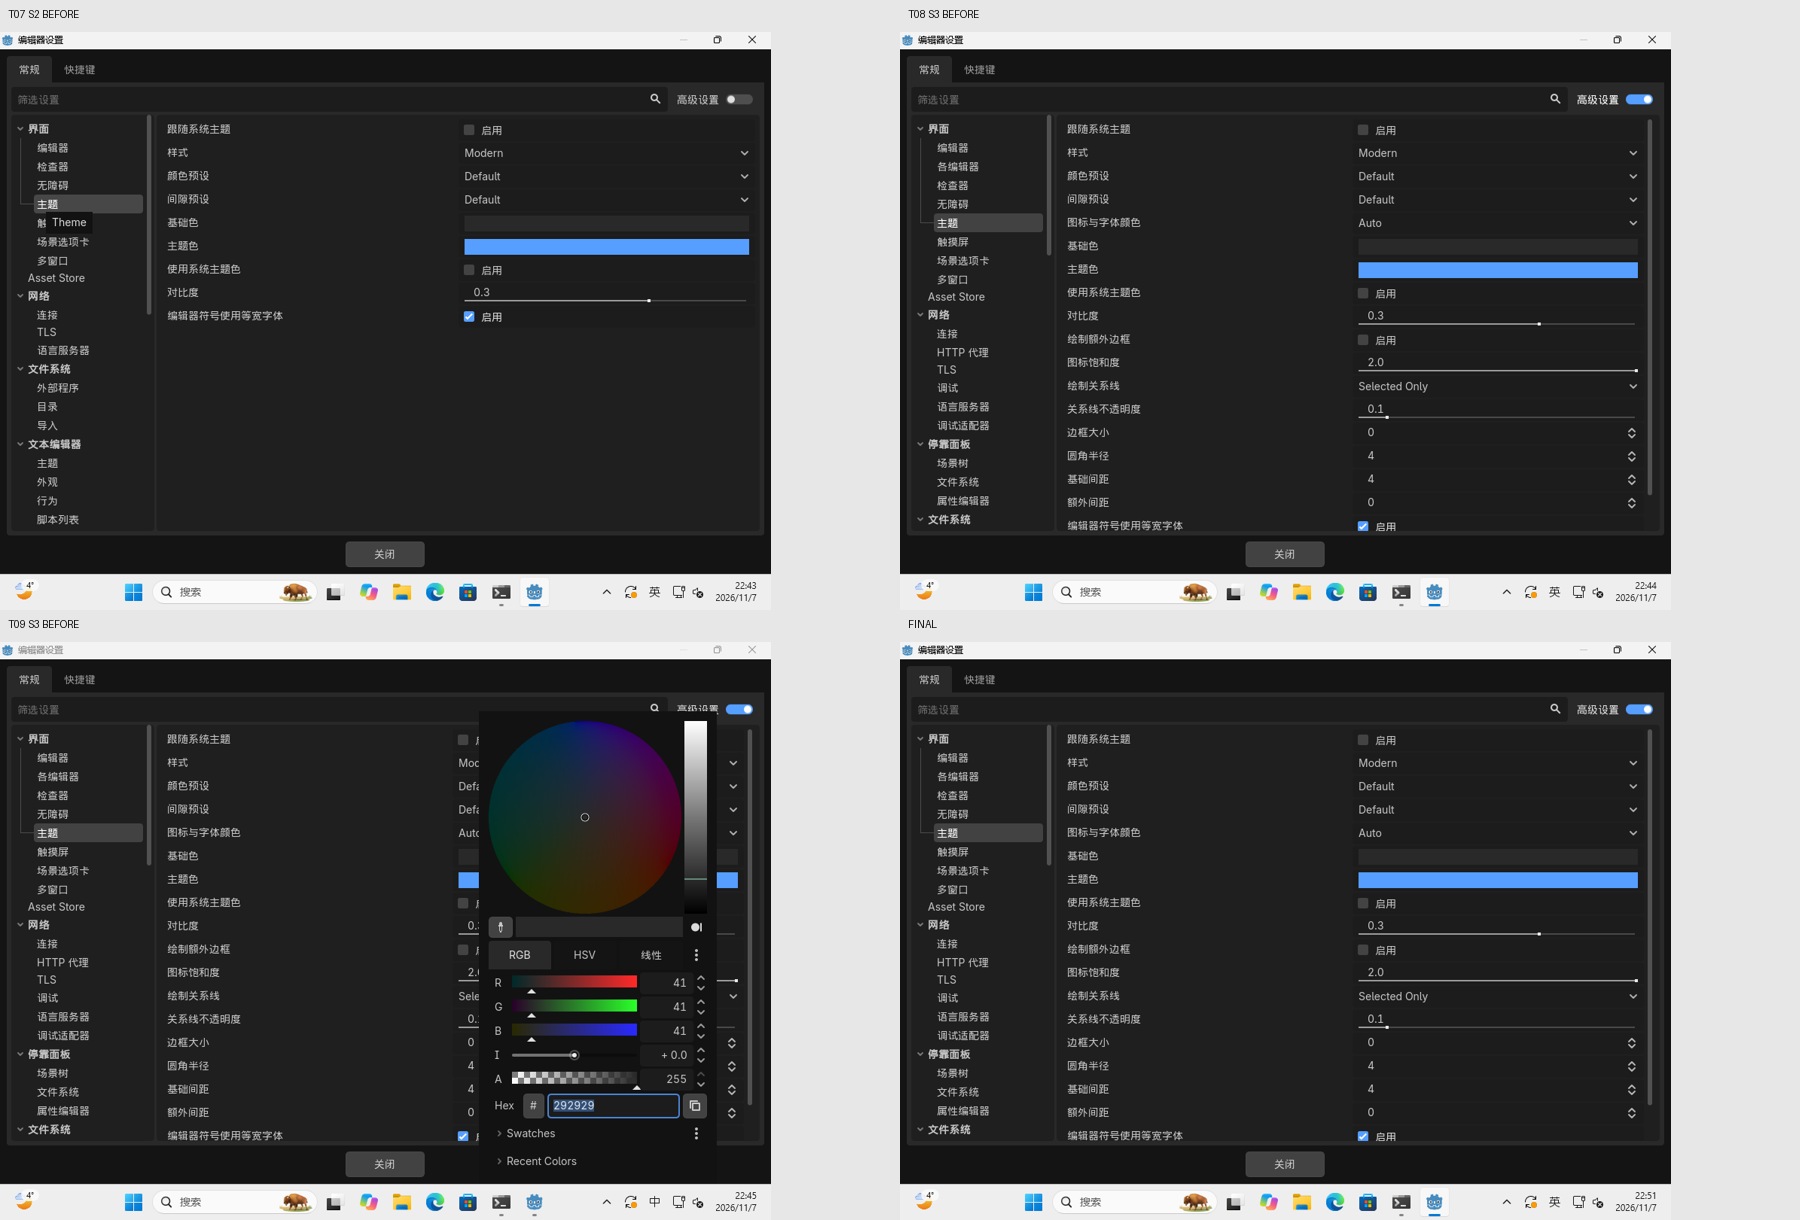 T07 S2 BEFORE
编辑器设置
常规 快捷键
筛选设置 高级设置
界面
编辑器
检查器
无障碍
主题
触 Theme
场景选项卡
多窗口
Asset Store
网络
连接
TLS
语言服务器
文件系统
外部程序
目录
导入
文本编辑器
主题
外观
行为
脚本列表
跟随系统主题 启用
样式 Modern
颜色预设 Default
间隙预设 Default
基础色
主题色
使用系统主题色 启用
对比度 0.3
编辑器符号使用等宽字体 启用
关闭
4° 搜索 英 22:43
2026/11/7
T08 S3 BEFORE
编辑器设置
常规 快捷键
筛选设置 高级设置
界面
编辑器
各编辑器
检查器
无障碍
主题
触摸屏
场景选项卡
多窗口
Asset Store
网络
连接
HTTP 代理
TLS
调试
语言服务器
调试适配器
停靠面板
场景树
文件系统
属性编辑器
文件系统
跟随系统主题 启用
样式 Modern
颜色预设 Default
间隙预设 Default
图标与字体颜色 Auto
基础色
主题色
使用系统主题色 启用
对比度 0.3
绘制额外边框 启用
图标饱和度 2.0
绘制关系线 Selected Only
关系线不透明度 0.1
边框大小 0
圆角半径 4
基础间距 4
额外间距 0
编辑器符号使用等宽字体 启用
关闭
4° 搜索 英 22:44
2026/11/7
T09 S3 BEFORE
编辑器设置
常规 快捷键
筛选设置 高级设置
界面
编辑器
各编辑器
检查器
无障碍
主题
触摸屏
场景选项卡
多窗口
Asset Store
网络
连接
HTTP 代理
TLS
调试
语言服务器
调试适配器
停靠面板
场景树
文件系统
属性编辑器
文件系统
跟随系统主题
样式 Moc
颜色预设 Defa
间隙预设 Defa
图标与字体颜色 Auto
基础色
主题色
使用系统主题色
对比度 0.
绘制额外边框
图标饱和度 2.
绘制关系线 Sele
关系线不透明度 0.
边框大小 0
圆角半径 4
基础间距 4
额外间距 0
编辑器符号使用等宽字体
RGB HSV 线性
R 41
G 41
B 41
I + 0.0
A 255
Hex # 292929
Swatches
Recent Colors
关闭
4° 搜索 中 22:45
2026/11/7
FINAL
编辑器设置
常规 快捷键
筛选设置 高级设置
界面
编辑器
各编辑器
检查器
无障碍
主题
触摸屏
场景选项卡
多窗口
Asset Store
网络
连接
HTTP 代理
TLS
调试
语言服务器
调试适配器
停靠面板
场景树
文件系统
属性编辑器
文件系统
跟随系统主题 启用
样式 Modern
颜色预设 Default
间隙预设 Default
图标与字体颜色 Auto
基础色
主题色
使用系统主题色 启用
对比度 0.3
绘制额外边框 启用
图标饱和度 2.0
绘制关系线 Selected Only
关系线不透明度 0.1
边框大小 0
圆角半径 4
基础间距 4
额外间距 0
编辑器符号使用等宽字体 启用
关闭
4° 搜索 英 22:51
2026/11/7